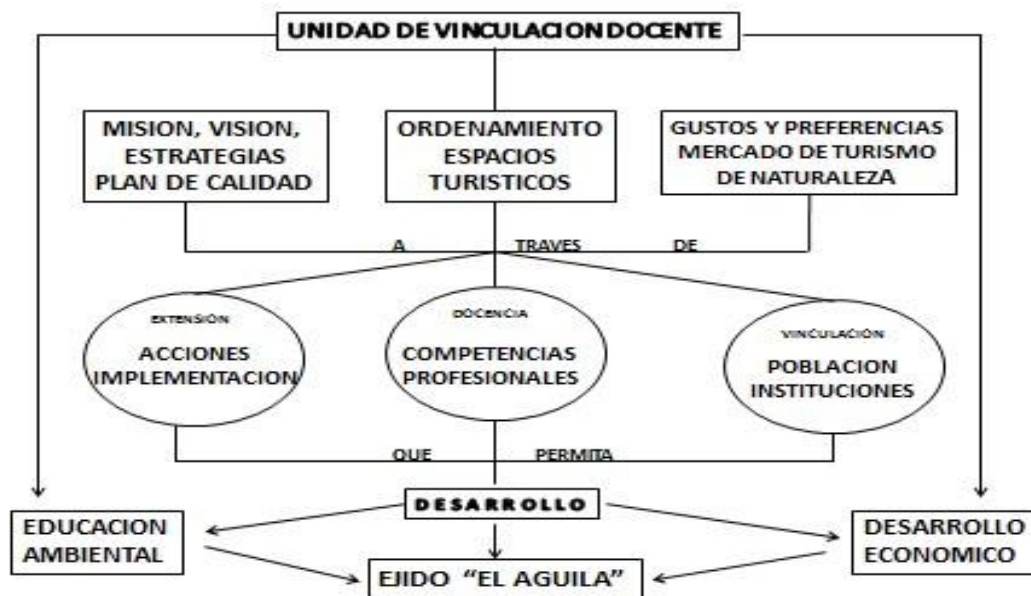 UNIDAD DE VINCULACION DOCENTE
MISION, VISION,
ESTRATEGIAS
PLAN DE CALIDAD
ORDENAMIENTO
ESPACIOS
TURISTICOS
GUSTOS Y PREFERENCIAS
MERCADO DE TURISMO
DE NATURALEZA
A TRAVES DE
EXTENSIÓN
ACCIONES
IMPLEMENTACION
DOCENCIA
COMPETENCIAS
PROFESIONALES
VINCULACIÓN
POBLACION
INSTITUCIONES
QUE PERMITA
DESARROLLO
EDUCACION
AMBIENTAL
EJIDO "EL AGUILA"
DESARROLLO
ECONOMICO